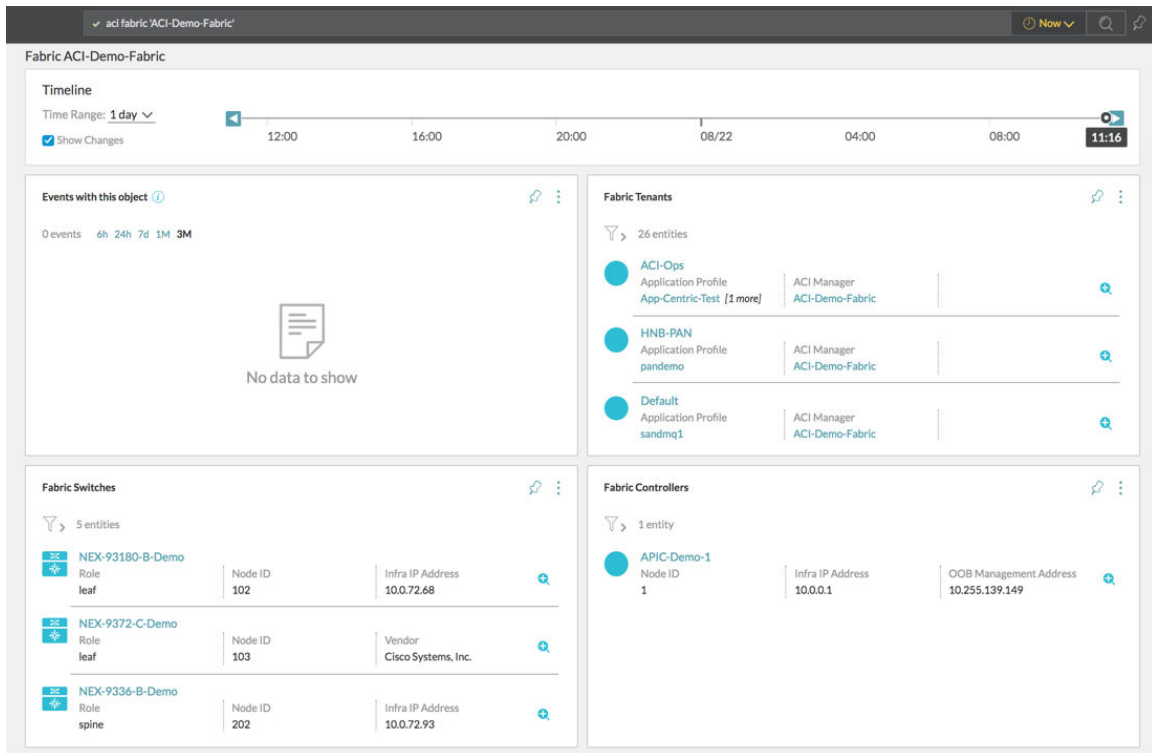 aci fabric 'ACI-Demo-Fabric'
Now
Fabric ACI-Demo-Fabric
Timeline
Time Range: 1 day
Show Changes
12:00 16:00 20:00 08/22 04:00 08:00 11:16
Events with this object
0 events 6h 24h 7d 1M 3M
No data to show
Fabric Tenants
26 entities
ACI-Ops
Application Profile ACI Manager
App-Centric-Test [1 more] ACI-Demo-Fabric
HNB-PAN
Application Profile ACI Manager
pandemo ACI-Demo-Fabric
Default
Application Profile ACI Manager
sandmq1 ACI-Demo-Fabric
Fabric Switches
5 entities
NEX-93180-B-Demo
Role Node ID Infra IP Address
leaf 102 10.0.72.68
NEX-9372-C-Demo
Role Node ID Vendor
leaf 103 Cisco Systems, Inc.
NEX-9336-B-Demo
Role Node ID Infra IP Address
spine 202 10.0.72.93
Fabric Controllers
1 entity
APIC-Demo-1
Node ID Infra IP Address OOB Management Address
1 10.0.0.1 10.255.139.149